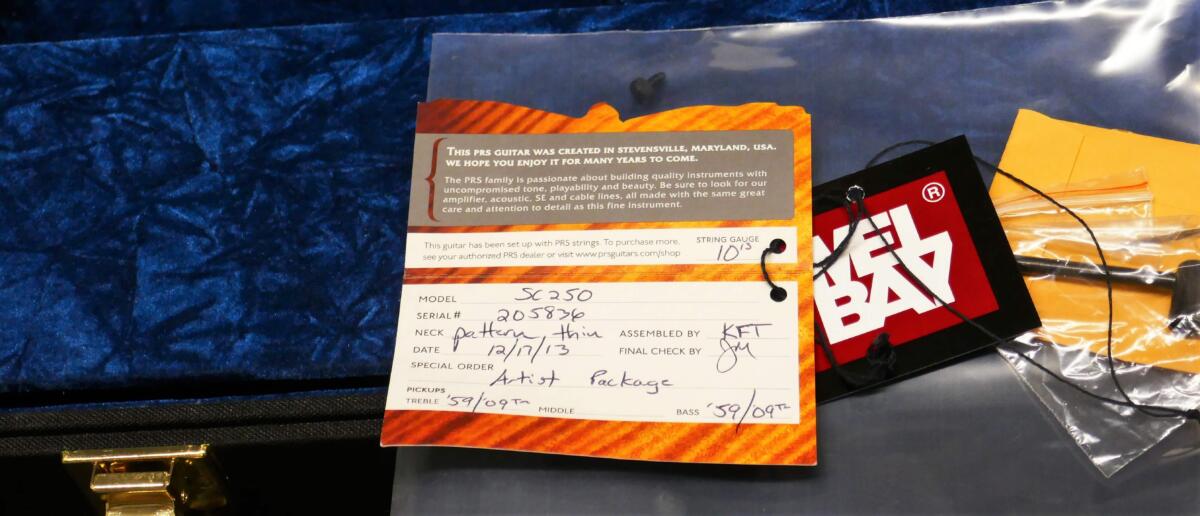 THIS PRS GUITAR WAS CREATED IN STEVENSVILLE, MARYLAND, USA.
WE HOPE YOU ENJOY IT FOR MANY YEARS TO COME.
The PRS family is passionate about building quality instruments with
uncompromised tone, playability and beauty. Be sure to look for our
amplifier, acoustic, SE and cable lines, all made with the same great
care and attention to detail as this fine instrument.
This guitar has been set up with PRS strings. To purchase more,
see your authorized PRS dealer or visit www.prsguitars.com/shop
STRING GAUGE
10's
MODEL SC250
SERIAL# 205836
NECK pattern thin ASSEMBLED BY KFT
DATE 12/17/13 FINAL CHECK BY JM
SPECIAL ORDER
Artist Package
PICKUPS
TREBLE '59/'09TR MIDDLE BASS '59/09TR
VEL
BAY
®